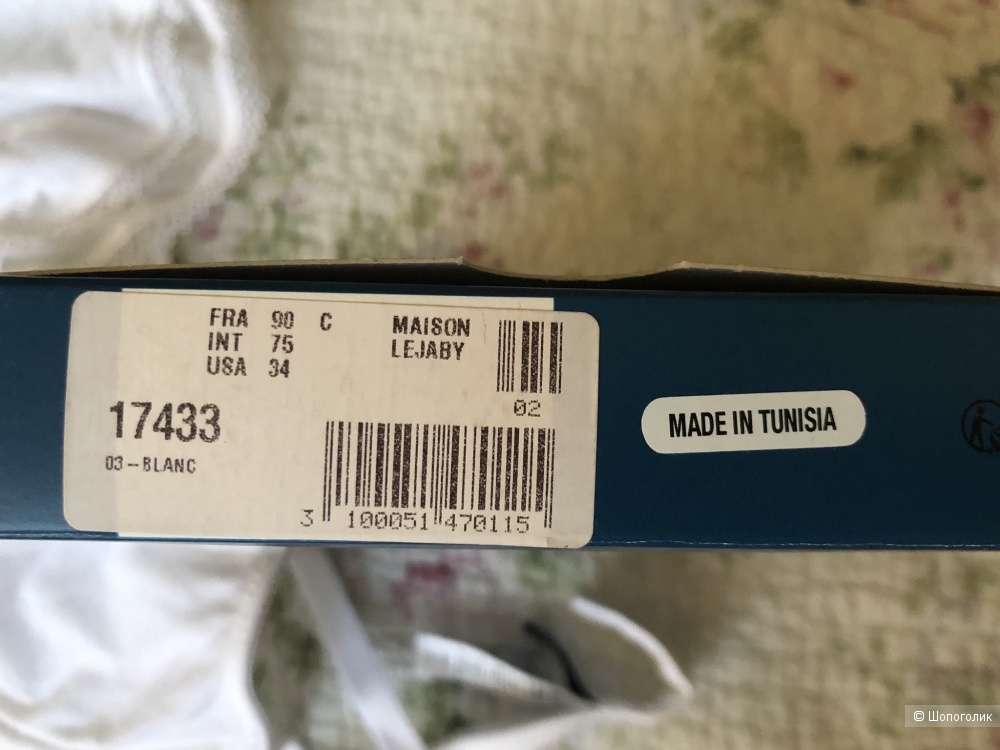 FRA 90 C
INT 75
USA 34
MAISON
LEJABY
02
17433
03-BLANC
3 100051 470115
MADE IN TUNISIA
© Шопоголик